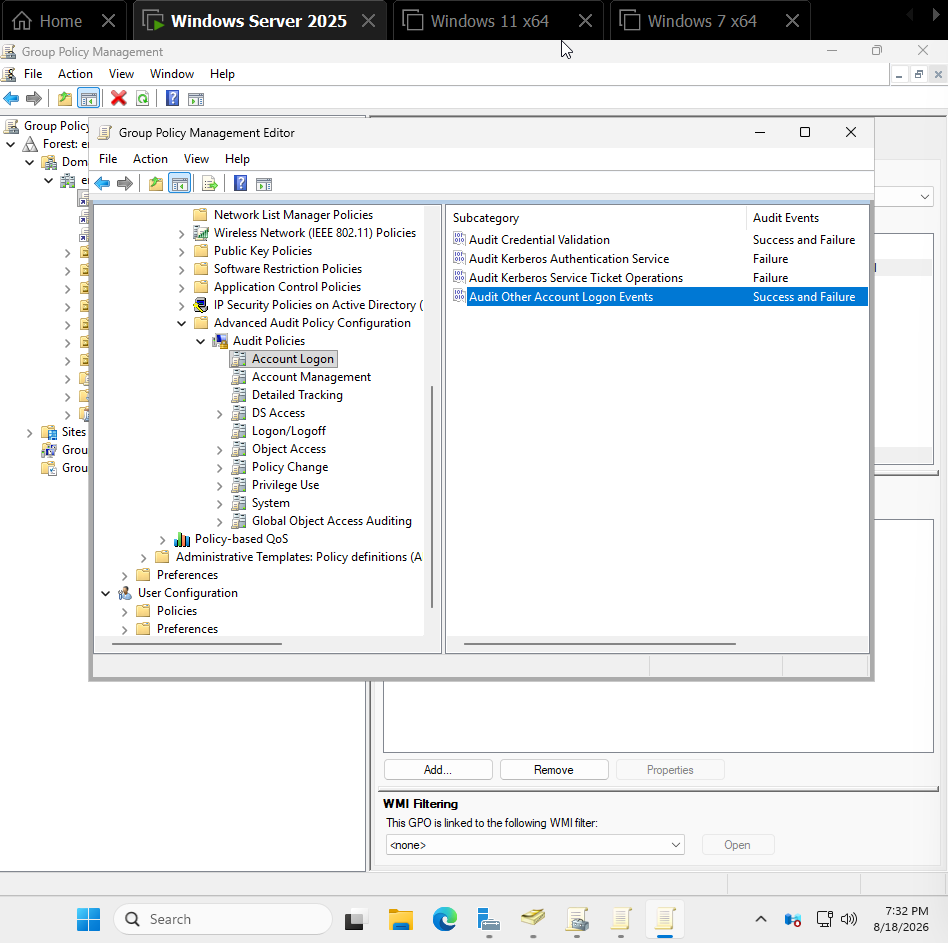 Home
Windows Server 2025
Windows 11 x64
Windows 7 x64
Group Policy Management
File Action View Window Help
Group Policy
Forest: e
Dom
e
Sites
Grou
Grou
Group Policy Management Editor
File Action View Help
Network List Manager Policies
Wireless Network (IEEE 802.11) Policies
Public Key Policies
Software Restriction Policies
Application Control Policies
IP Security Policies on Active Directory (
Advanced Audit Policy Configuration
Audit Policies
Account Logon
Account Management
Detailed Tracking
DS Access
Logon/Logoff
Object Access
Policy Change
Privilege Use
System
Global Object Access Auditing
Policy-based QoS
Administrative Templates: Policy definitions (A
Preferences
User Configuration
Policies
Preferences
Subcategory Audit Events
Audit Credential Validation Success and Failure
Audit Kerberos Authentication Service Failure
Audit Kerberos Service Ticket Operations Failure
Audit Other Account Logon Events Success and Failure
Add... Remove Properties
WMI Filtering
This GPO is linked to the following WMI filter:
<none> Open
Search
7:32 PM
8/18/2026